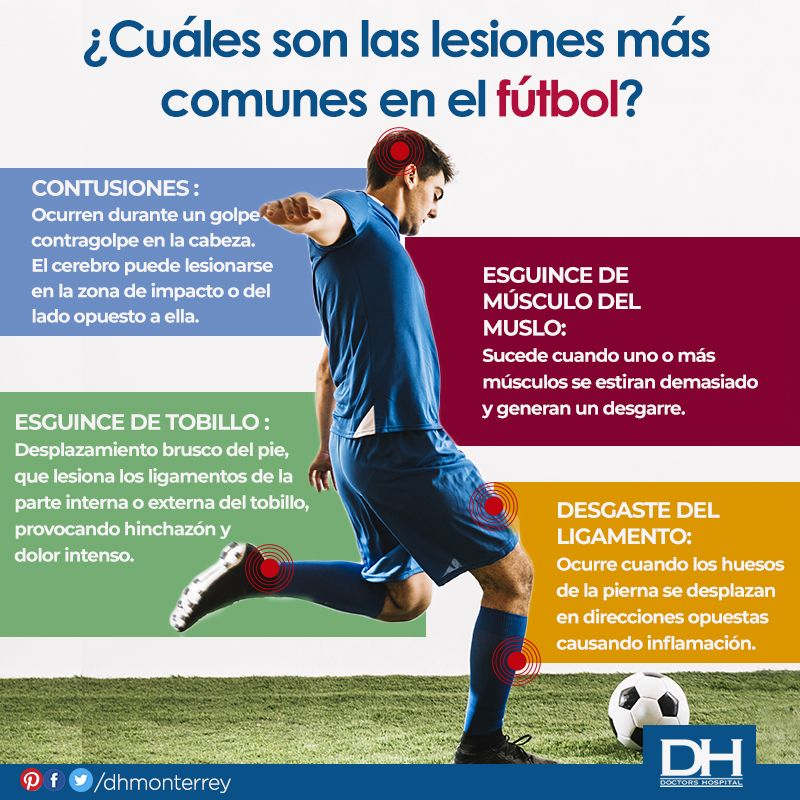 ¿Cuáles son las lesiones más
comunes en el fútbol?
CONTUSIONES :
Ocurren durante un golpe
contragolpe en la cabeza.
El cerebro puede lesionarse
en la zona de impacto o del
lado opuesto a ella.
ESGUINCE DE
MÚSCULO DEL
MUSLO:
Sucede cuando uno o más
músculos se estiran demasiado
y generan un desgarre.
ESGUINCE DE TOBILLO :
Desplazamiento brusco del pie,
que lesiona los ligamentos de la
parte interna o externa del tobillo,
provocando hinchazón y
dolor intenso.
DESGASTE DEL
LIGAMENTO:
Ocurre cuando los huesos
de la pierna se desplazan
en direcciones opuestas
causando inflamación.
/dhmonterrey
DH
DOCTORS HOSPITAL